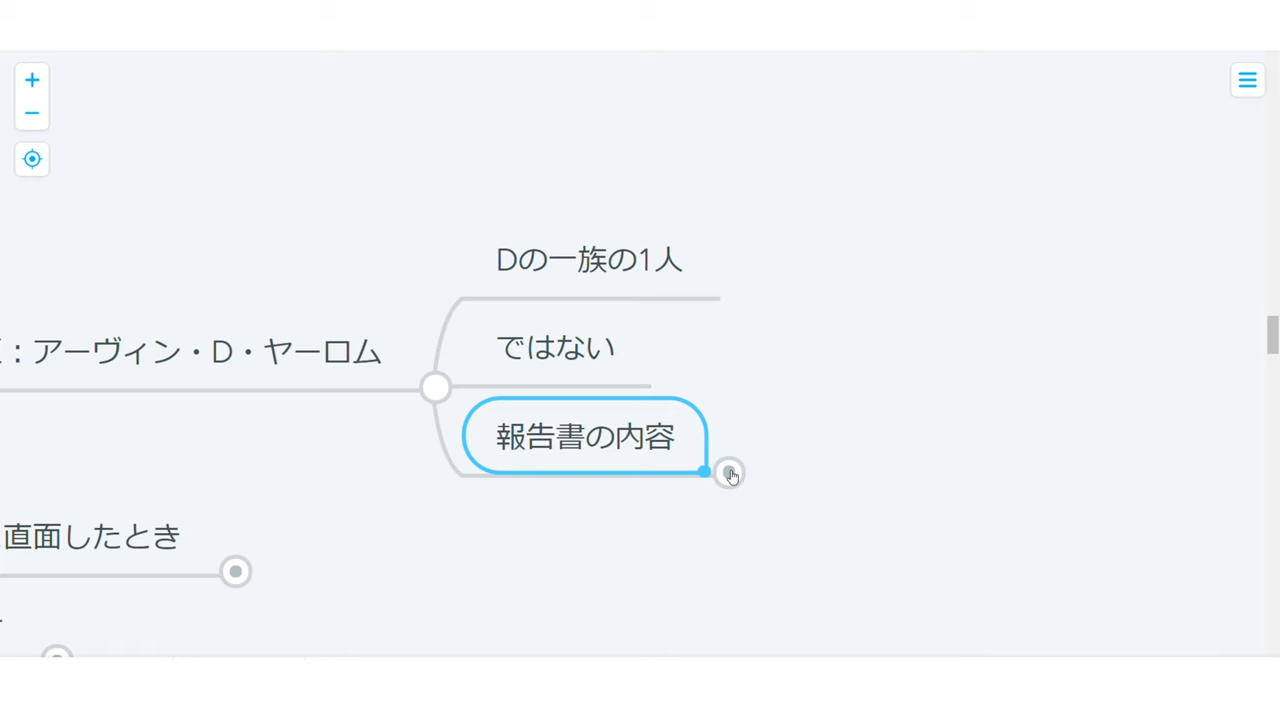 Dの一族の1人
：アーヴィン・D・ヤーロム
ではない
報告書の内容
直面したとき